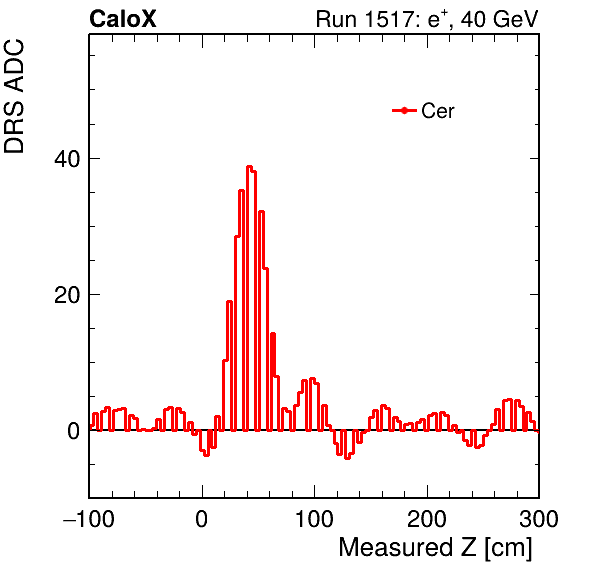 CaloX Run 1517: e⁺, 40 GeV
DRS ADC
Cer
40
20
0
−100 0 100 200 300
Measured Z [cm]